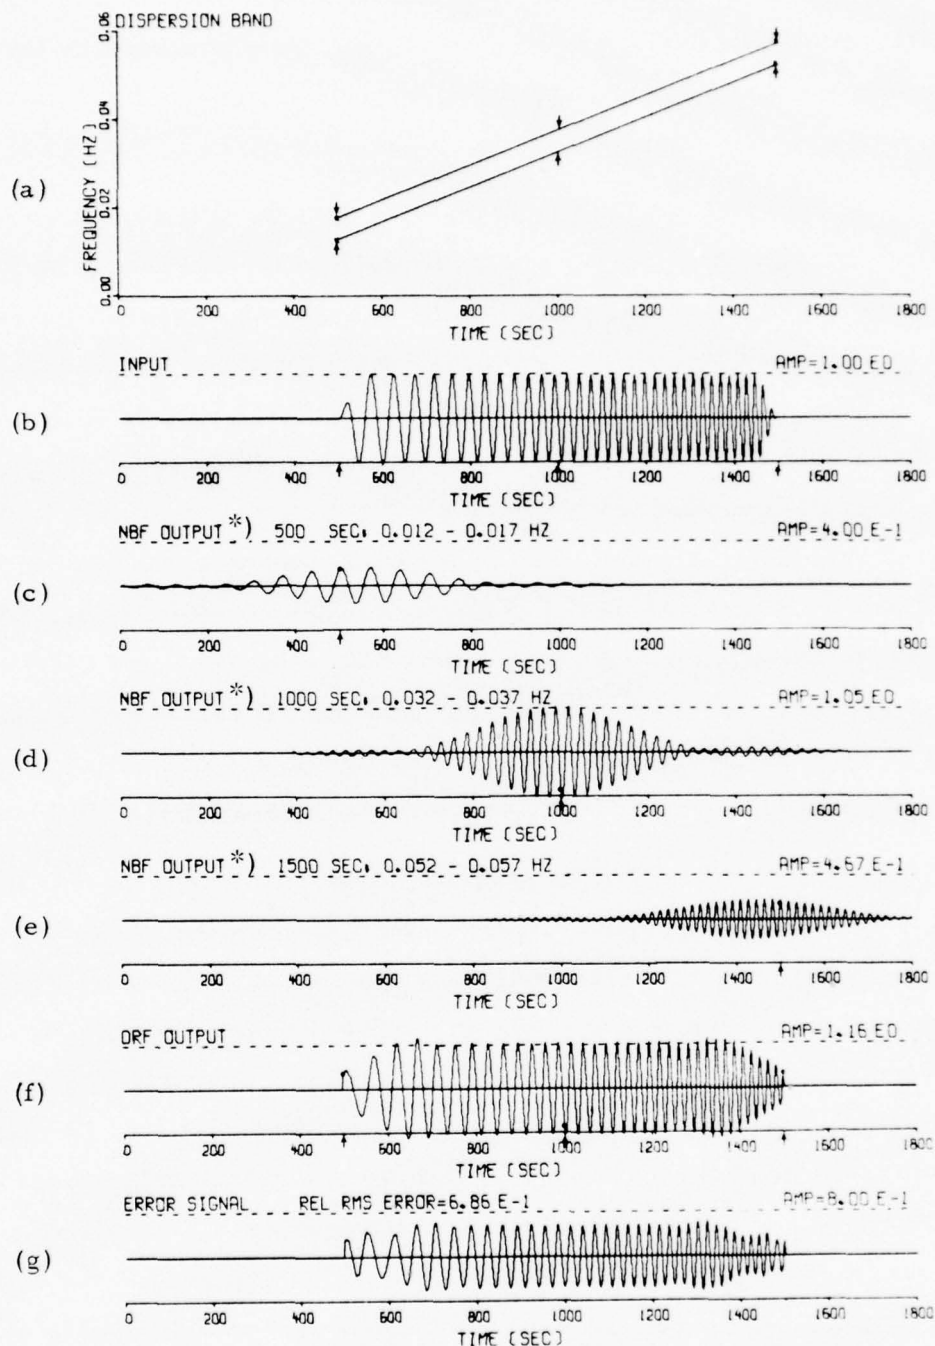 DISPERSION BAND
0.06
0.04
0.02
0.00
FREQUENCY (HZ)
(a)
0 200 400 600 800 1000 1200 1400 1600 1800
TIME (SEC)
INPUT AMP=1.00 E0
(b)
0 200 400 600 800 1000 1200 1400 1600 1800
TIME (SEC)
NBF OUTPUT *) 500 SEC, 0.012 - 0.017 HZ AMP=4.00 E-1
(c)
0 200 400 600 800 1000 1200 1400 1600 1800
TIME (SEC)
NBF OUTPUT *) 1000 SEC, 0.032 - 0.037 HZ AMP=1.05 E0
(d)
0 200 400 600 800 1000 1200 1400 1600 1800
TIME (SEC)
NBF OUTPUT *) 1500 SEC, 0.052 - 0.057 HZ AMP=4.67 E-1
(e)
0 200 400 600 800 1000 1200 1400 1600 1800
TIME (SEC)
DRF OUTPUT AMP=1.16 E0
(f)
0 200 400 600 800 1000 1200 1400 1600 1800
TIME (SEC)
ERROR SIGNAL REL RMS ERROR=6.86 E-1 AMP=8.00 E-1
(g)
0 200 400 600 800 1000 1200 1400 1600 1800
TIME (SEC)